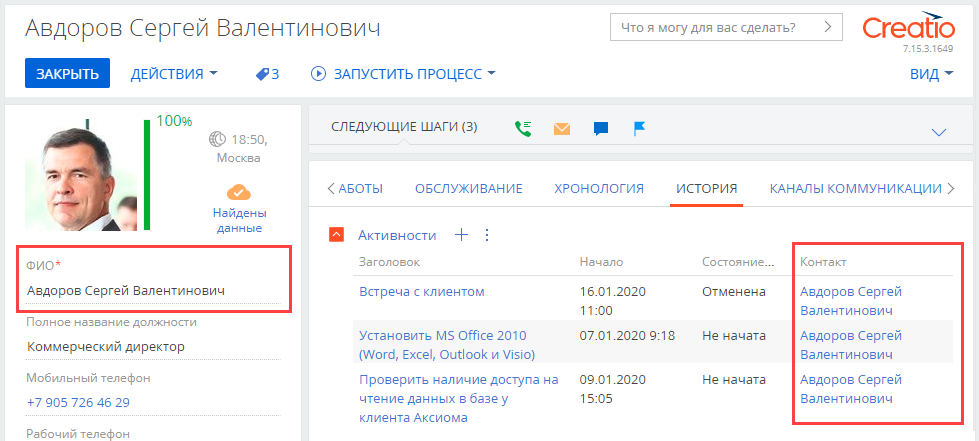 Авдоров Сергей Валентинович
Что я могу для вас сделать?
Creatio
7.15.3.1649
ЗАКРЫТЬ
ДЕЙСТВИЯ
3
ЗАПУСТИТЬ ПРОЦЕСС
ВИД
100%
18:50,
Москва
Найдены
данные
ФИО*
Авдоров Сергей Валентинович
Полное название должности
Коммерческий директор
Мобильный телефон
+7 905 726 46 29
Рабочий телефон
СЛЕДУЮЩИЕ ШАГИ (3)
АБОТЫ
ОБСЛУЖИВАНИЕ
ХРОНОЛОГИЯ
ИСТОРИЯ
КАНАЛЫ КОММУНИКАЦИИ
Активности
Заголовок
Начало
Состояние...
Контакт
Встреча с клиентом
16.01.2020
11:00
Отменена
Авдоров Сергей
Валентинович
Установить MS Office 2010
(Word, Excel, Outlook и Visio)
07.01.2020 9:18
Не начата
Авдоров Сергей
Валентинович
Проверить наличие доступа на
чтение данных в базе у
клиента Аксиома
09.01.2020
15:05
Не начата
Авдоров Сергей
Валентинович